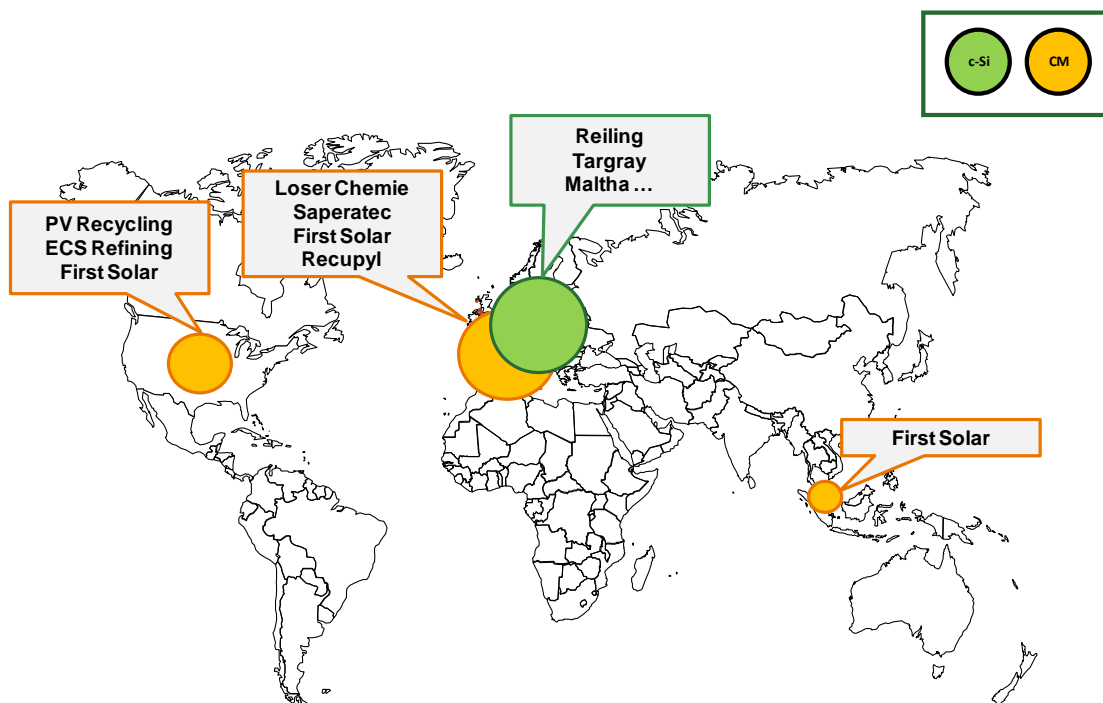 c-Si
CM
Reiling
Targray
Maltha ...
Loser Chemie
Saperatec
First Solar
Recupyl
PV Recycling
ECS Refining
First Solar
First Solar